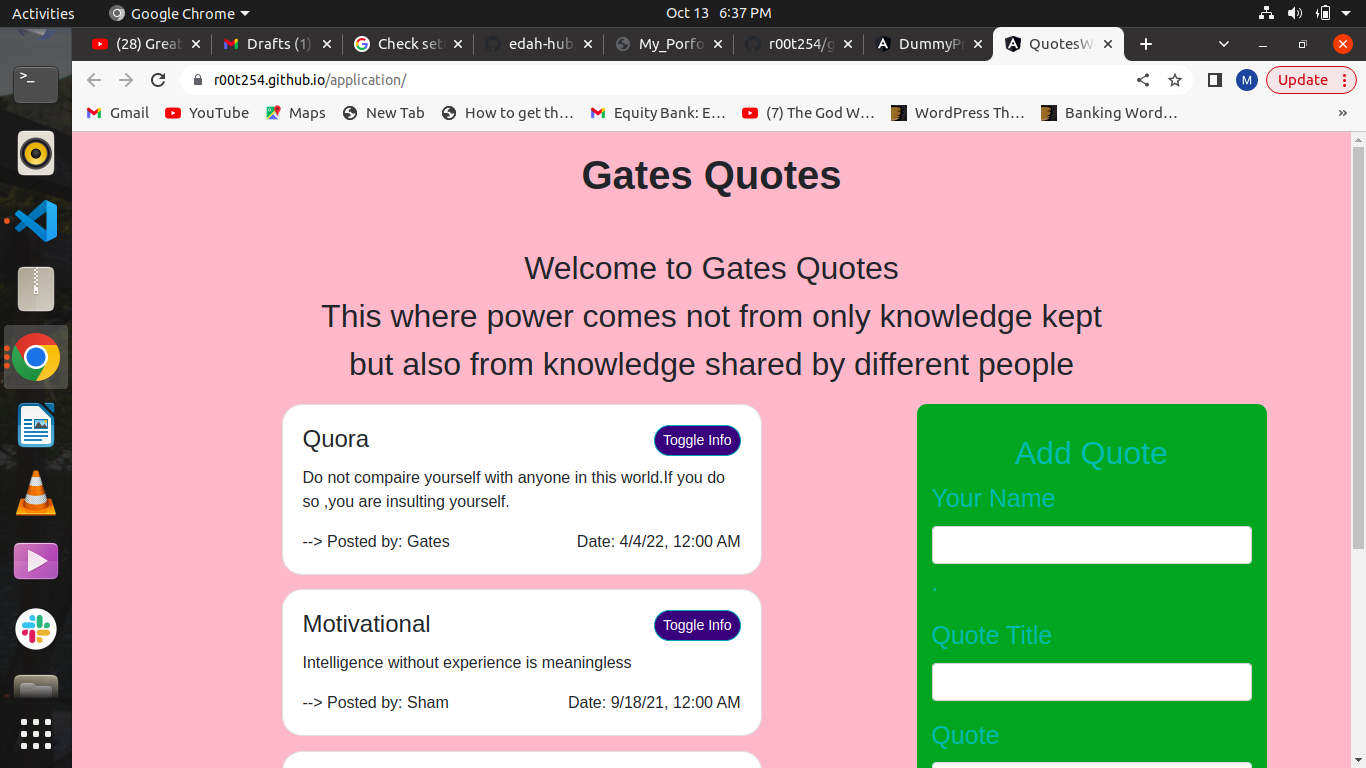 Activities
Google Chrome
Oct 13 6:37 PM
(28) Great
Drafts (1)
Check set
edah-hub
My_Porfo
r00t254/g
DummyPr
QuotesW
r00t254.github.io/application/
M
Update
Gmail
YouTube
Maps
New Tab
How to get th…
Equity Bank: E…
(7) The God W…
WordPress Th…
Banking Word…
»
Gates Quotes
Welcome to Gates Quotes
This where power comes not from only knowledge kept
but also from knowledge shared by different people
Quora
Toggle Info
Do not compaire yourself with anyone in this world.If you do
so ,you are insulting yourself.
--> Posted by: Gates
Date: 4/4/22, 12:00 AM
Motivational
Toggle Info
Intelligence without experience is meaningless
--> Posted by: Sham
Date: 9/18/21, 12:00 AM
Add Quote
Your Name
.
Quote Title
Quote